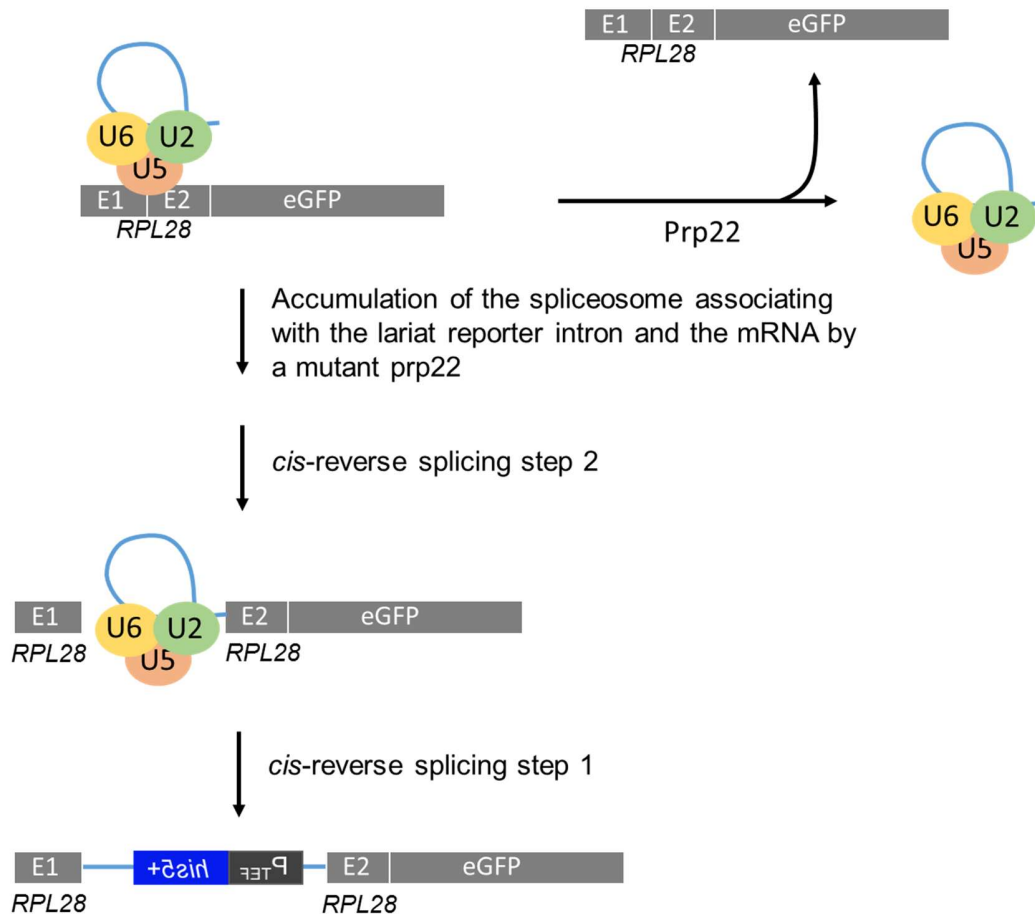 E1 E2 eGFP
RPL28
U6 U2
U5
E1 E2 eGFP
RPL28
Prp22
U6 U2
U5
Accumulation of the spliceosome associating
with the lariat reporter intron and the mRNA by
a mutant prp22
cis-reverse splicing step 2
E1 U6 U2 E2 eGFP
RPL28 U5 RPL28
cis-reverse splicing step 1
E1 his5+ PTEF E2 eGFP
RPL28 RPL28